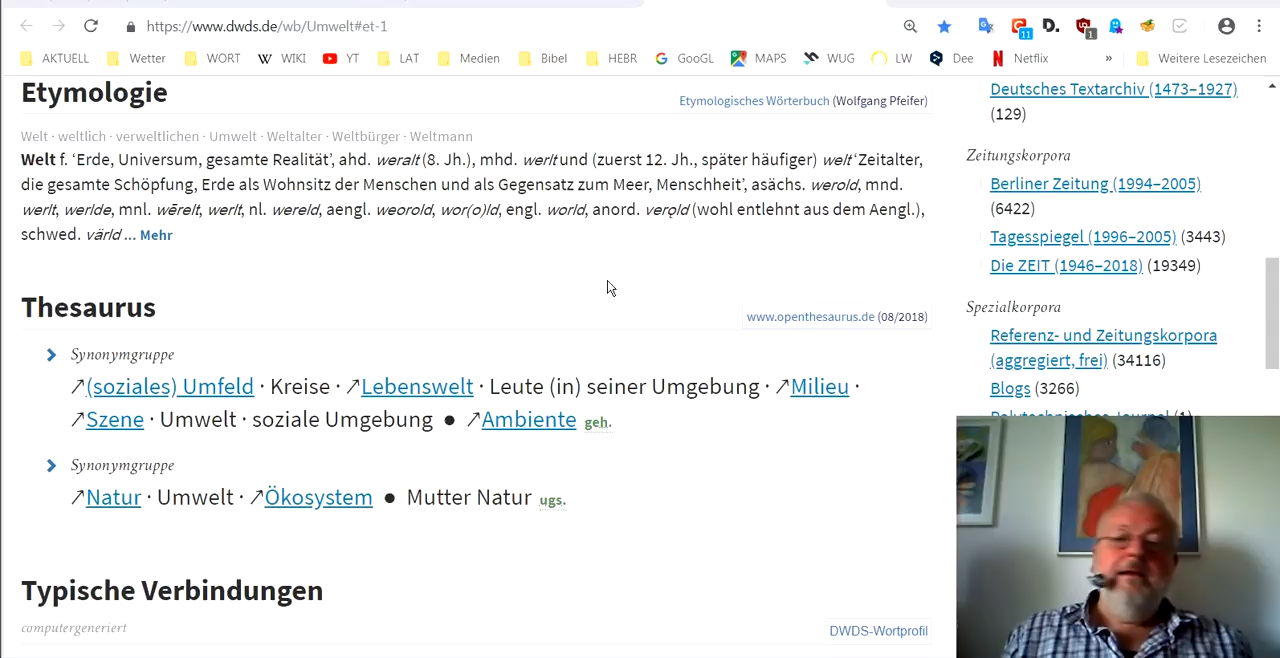 https://www.dwds.de/wb/Umwelt#et-1
11
D.
1
AKTUELL Wetter WORT WIKI YT LAT Medien Bibel HEBR GooGL MAPS WUG LW Dee Netflix » Weitere Lesezeichen
Etymologie
Etymologisches Wörterbuch (Wolfgang Pfeifer)
Welt · weltlich · verweltlichen · Umwelt · Weltalter · Weltbürger · Weltmann
Welt f. ‘Erde, Universum, gesamte Realität’, ahd. weralt (8. Jh.), mhd. werlt und (zuerst 12. Jh., später häufiger) welt ‘Zeitalter,
die gesamte Schöpfung, Erde als Wohnsitz der Menschen und als Gegensatz zum Meer, Menschheit’, asächs. werold, mnd.
werlt, werlde, mnl. wērelt, werlt, nl. wereld, aengl. weorold, wor(o)ld, engl. world, anord. verǫld (wohl entlehnt aus dem Aengl.),
schwed. värld ... Mehr
Thesaurus
www.openthesaurus.de (08/2018)
Synonymgruppe
↗(soziales) Umfeld · Kreise · ↗Lebenswelt · Leute (in) seiner Umgebung · ↗Milieu ·
↗Szene · Umwelt · soziale Umgebung ● ↗Ambiente geh.
Synonymgruppe
↗Natur · Umwelt · ↗Ökosystem ● Mutter Natur ugs.
Typische Verbindungen
computergeneriert
DWDS-Wortprofil
Deutsches Textarchiv (1473–1927)
(129)
Zeitungskorpora
Berliner Zeitung (1994–2005)
(6422)
Tagesspiegel (1996–2005) (3443)
Die ZEIT (1946–2018) (19349)
Spezialkorpora
Referenz- und Zeitungskorpora
(aggregiert, frei) (34116)
Blogs (3266)
Polytechnisches Journal (1)